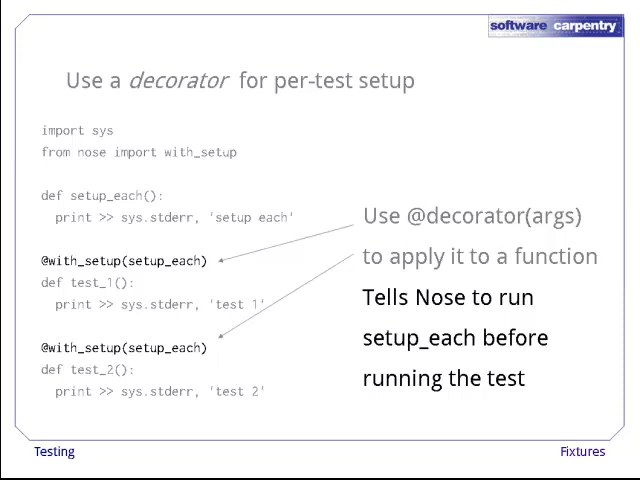 software carpentry
Use a decorator for per-test setup
import sys
from nose import with_setup
def setup_each():
print >> sys.stderr, 'setup each'
@with_setup(setup_each)
def test_1():
print >> sys.stderr, 'test 1'
@with_setup(setup_each)
def test_2():
print >> sys.stderr, 'test 2'
Use @decorator(args)
to apply it to a function
Tells Nose to run
setup_each before
running the test
Testing
Fixtures